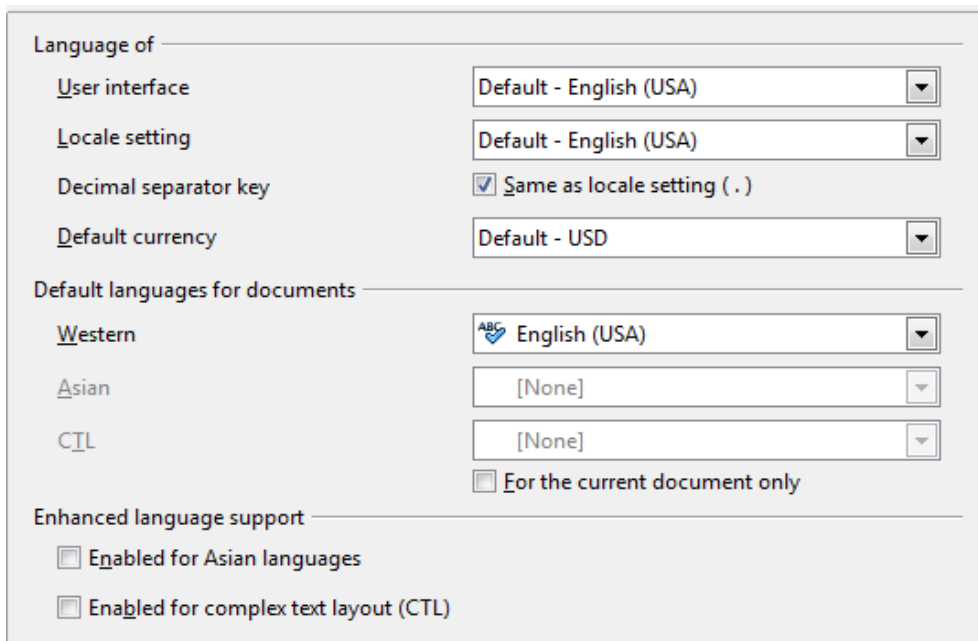 Language of
User interface Default - English (USA)
Locale setting Default - English (USA)
Decimal separator key Same as locale setting ( . )
Default currency Default - USD
Default languages for documents
Western ABC English (USA)
Asian [None]
CTL [None]
For the current document only
Enhanced language support
Enabled for Asian languages
Enabled for complex text layout (CTL)